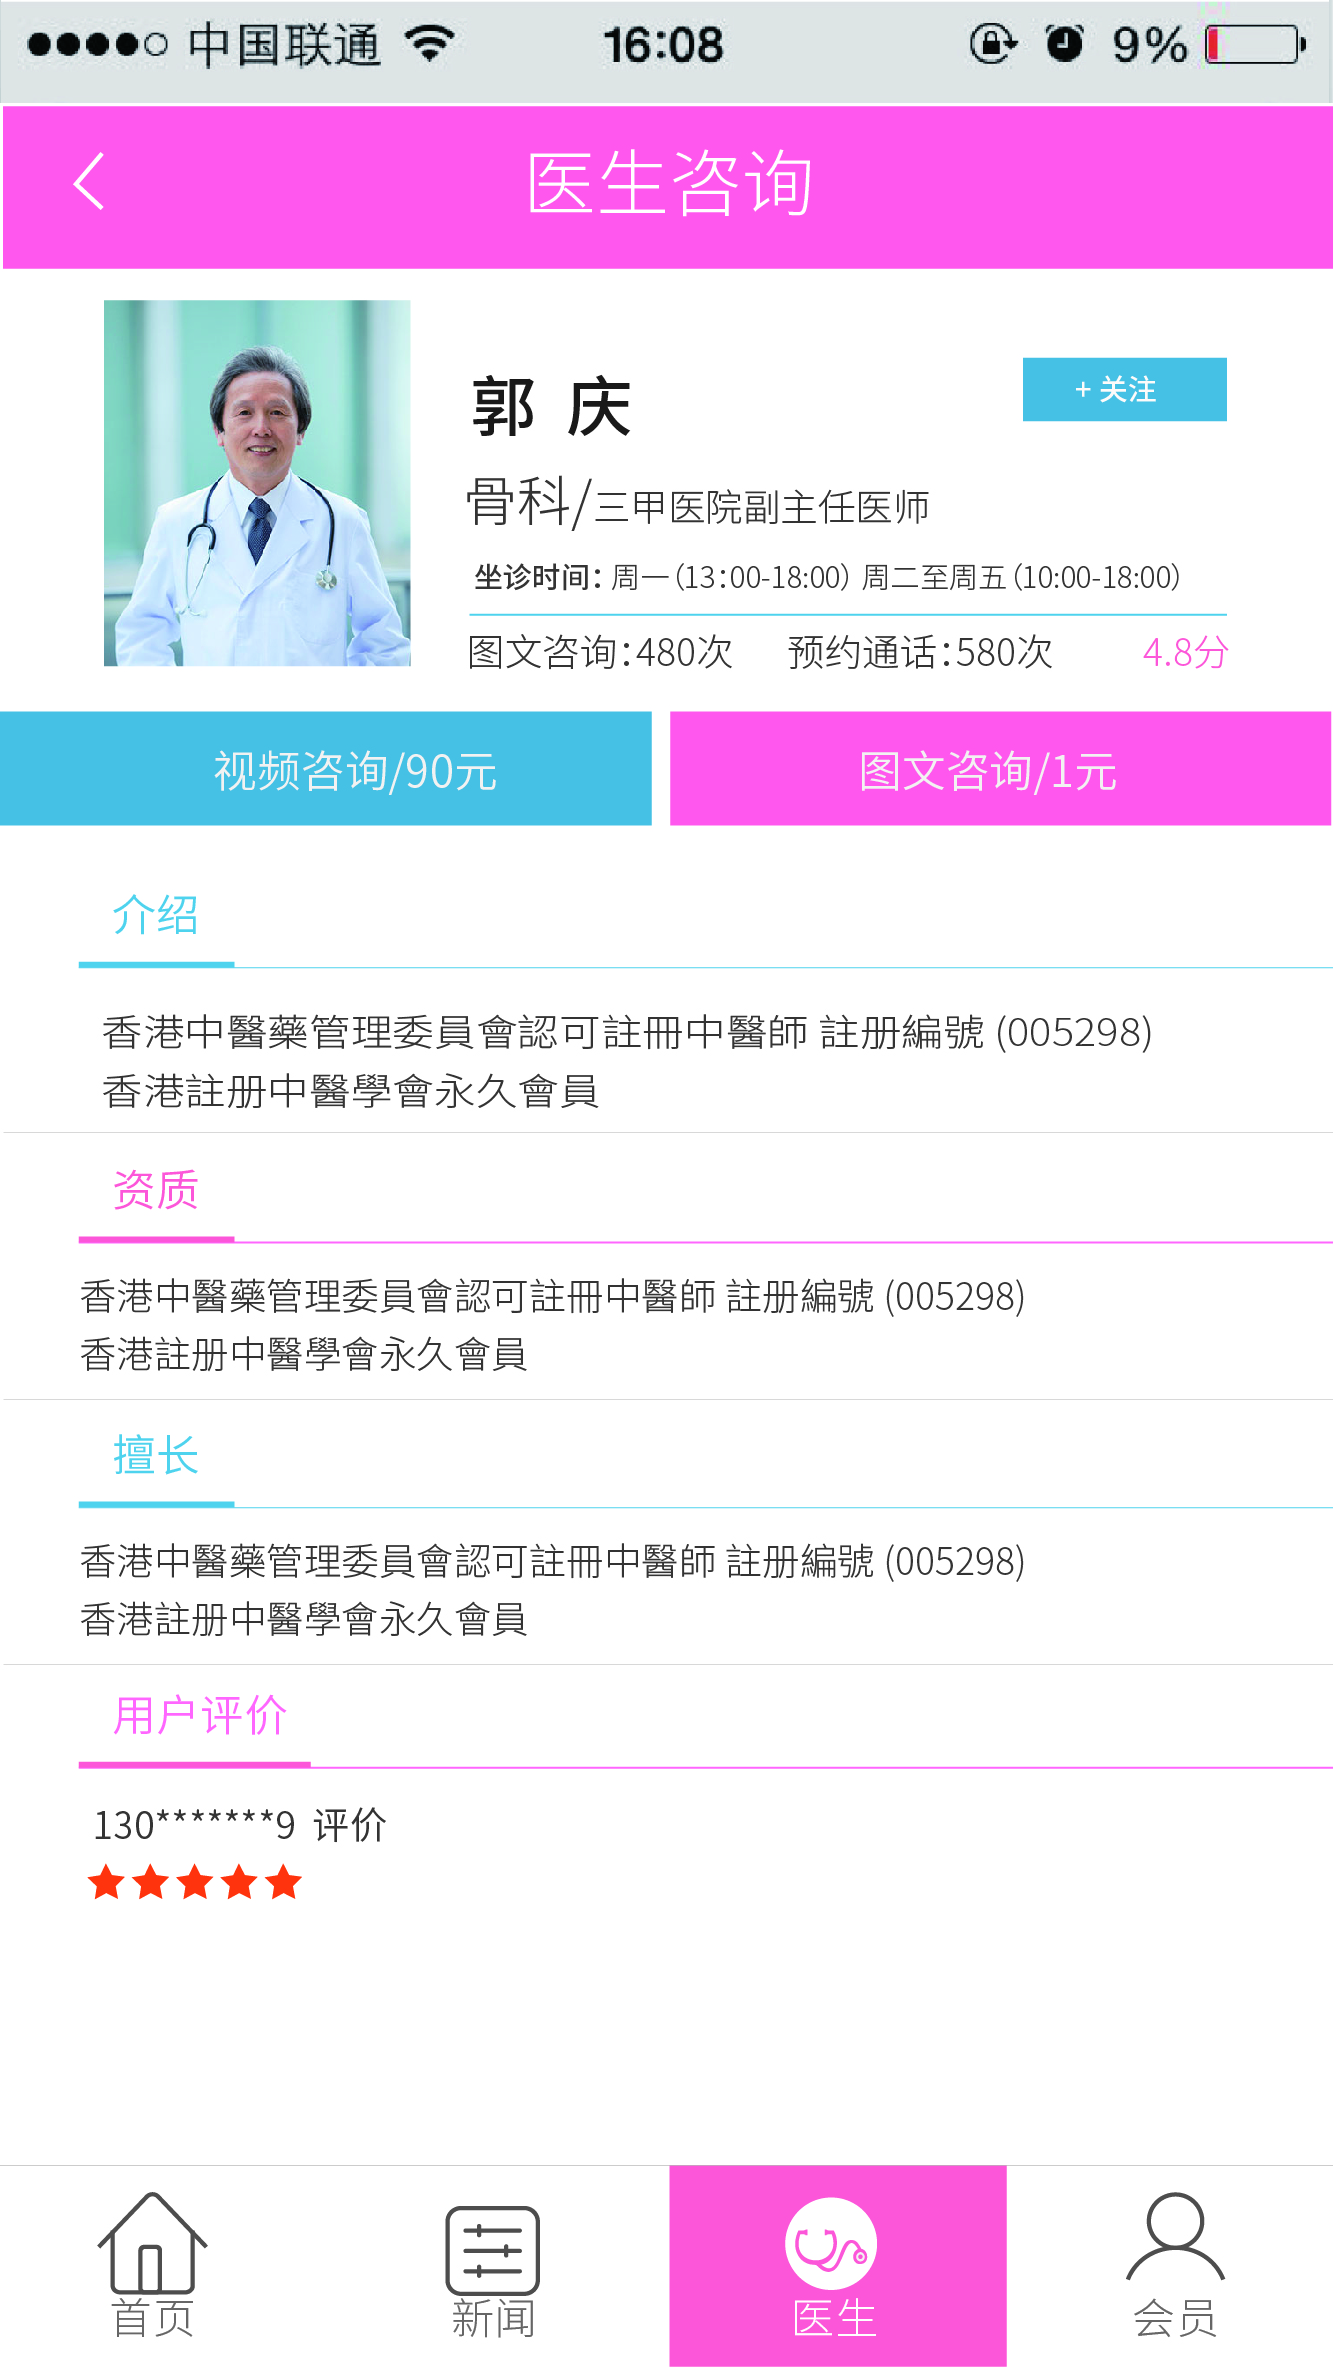 中国联通 16:08 9%
医生咨询
郭 庆
+ 关注
骨科/三甲医院副主任医师
坐诊时间：周一（13：00-18:00） 周二至周五（10:00-18:00）
图文咨询：480次 预约通话：580次 4.8分
视频咨询/90元 图文咨询/1元
介绍
香港中醫藥管理委員會認可註冊中醫師 註册編號 (005298)
香港註册中醫學會永久會員
资质
香港中醫藥管理委員會認可註冊中醫師 註册編號 (005298)
香港註册中醫學會永久會員
擅长
香港中醫藥管理委員會認可註冊中醫師 註册編號 (005298)
香港註册中醫學會永久會員
用户评价
130*******9 评价
首页 新闻 医生 会员